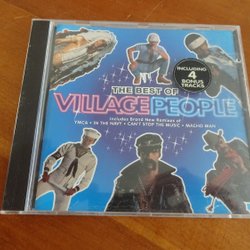 THE BEST OF
VILLAGE PEOPLE
INCLUDING
4
BONUS
TRACKS
Includes Brand New Remixes of
YMCA • IN THE NAVY • CAN'T STOP THE MUSIC • MACHO MAN